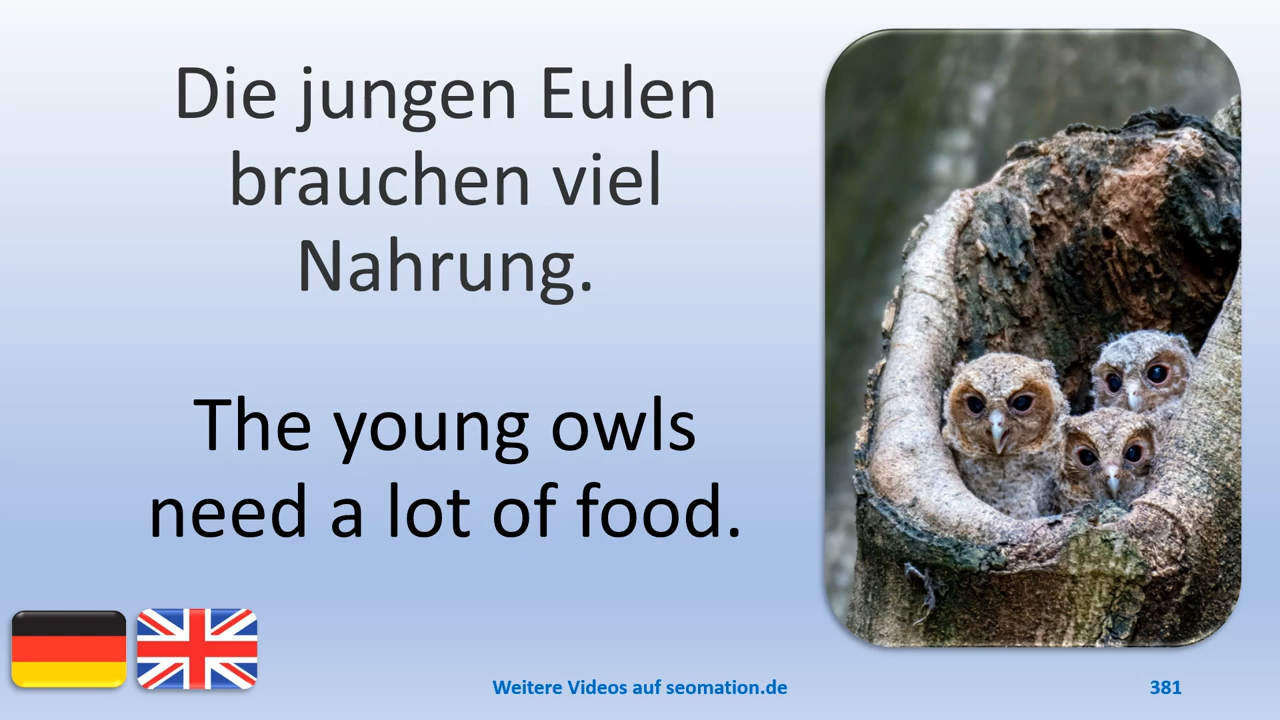 Die jungen Eulen
brauchen viel
Nahrung.
The young owls
need a lot of food.
Weitere Videos auf seomation.de
381